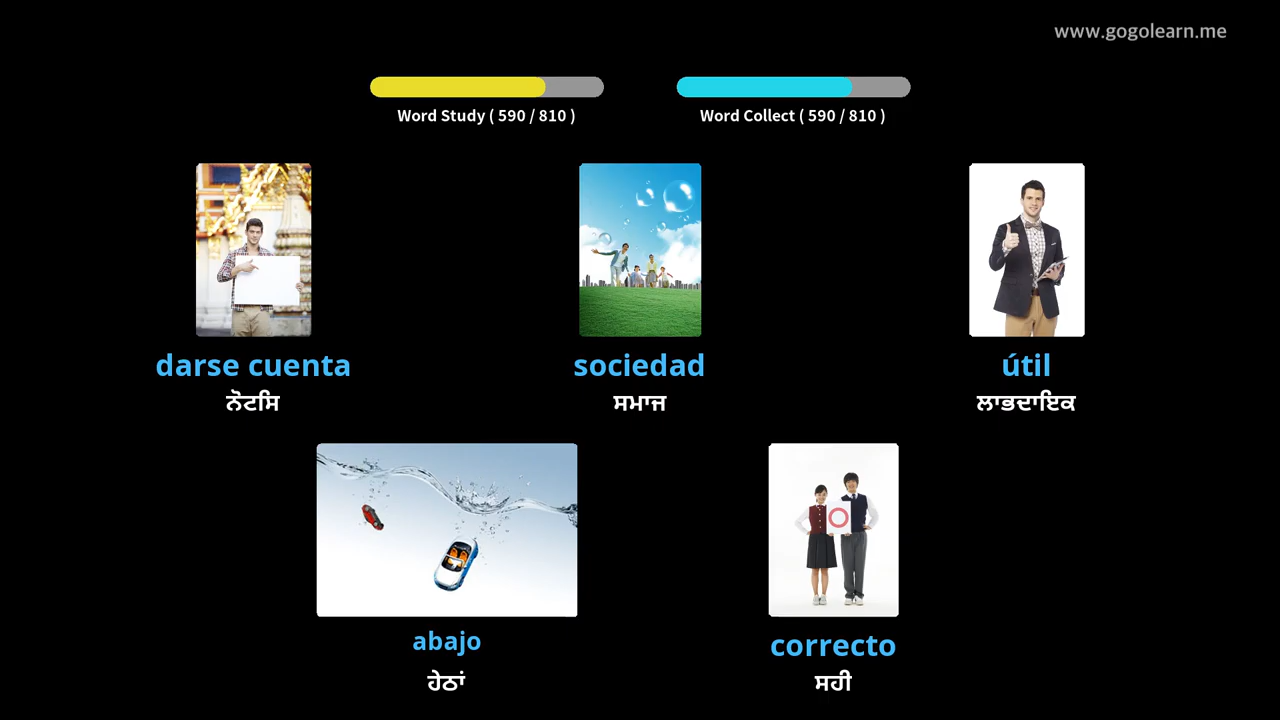 www.gogolearn.me
Word Study ( 590 / 810 )
Word Collect ( 590 / 810 )
darse cuenta
ਨੋਟਸਿ
sociedad
ਸਮਾਜ
útil
ਲਾਭਦਾਇਕ
abajo
ਹੇਠਾਂ
correcto
ਸਹੀ